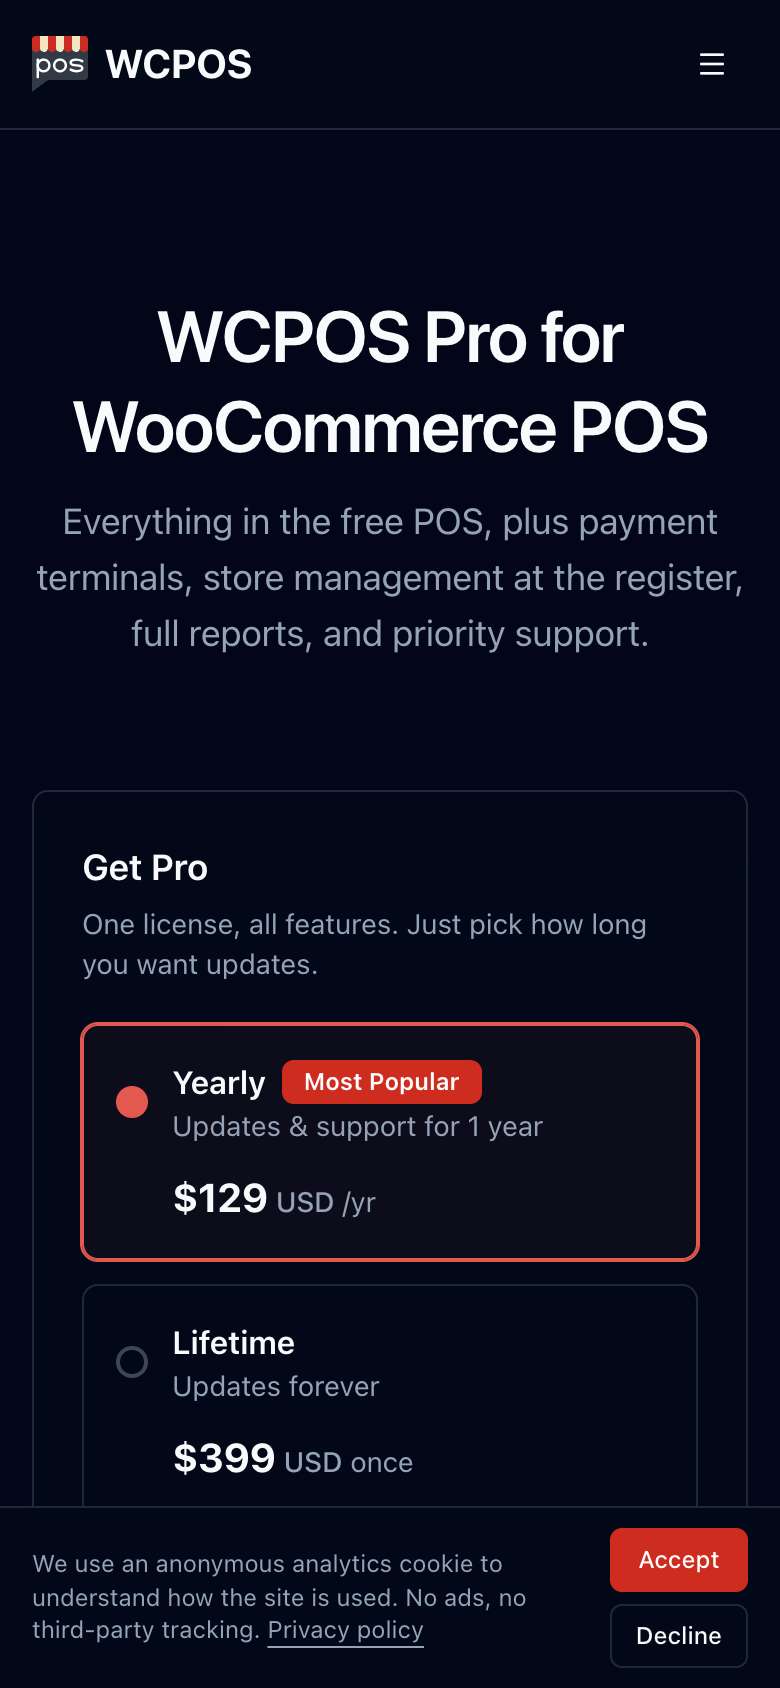 pos WCPOS
WCPOS Pro for
WooCommerce POS
Everything in the free POS, plus payment
terminals, store management at the register,
full reports, and priority support.
Get Pro
One license, all features. Just pick how long
you want updates.
Yearly Most Popular
Updates & support for 1 year
$129 USD /yr
Lifetime
Updates forever
$399 USD once
We use an anonymous analytics cookie to
understand how the site is used. No ads, no
third-party tracking. Privacy policy
Accept
Decline